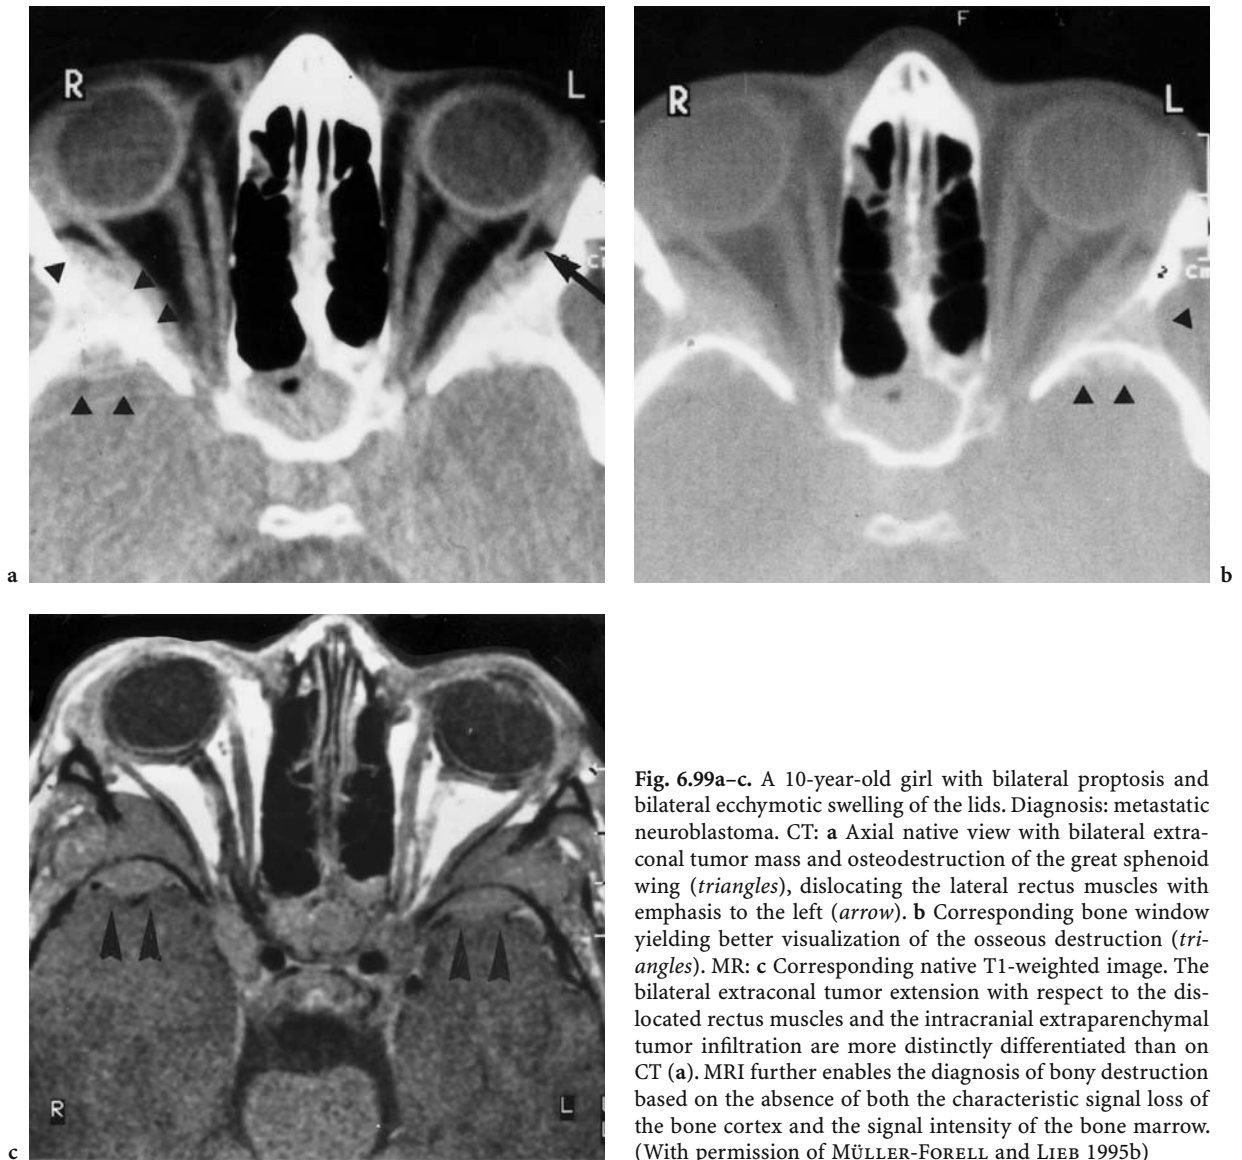 F
R
L
R
L
cm
a
b
R
L
c
Fig. 6.99a–c. A 10-year-old girl with bilateral proptosis and
bilateral ecchymotic swelling of the lids. Diagnosis: metastatic
neuroblastoma. CT: a Axial native view with bilateral extra-
conal tumor mass and osteodestruction of the great sphenoid
wing (triangles), dislocating the lateral rectus muscles with
emphasis to the left (arrow). b Corresponding bone window
yielding better visualization of the osseous destruction (tri-
angles). MR: c Corresponding native T1-weighted image. The
bilateral extraconal tumor extension with respect to the dis-
located rectus muscles and the intracranial extraparenchymal
tumor infiltration are more distinctly differentiated than on
CT (a). MRI further enables the diagnosis of bony destruction
based on the absence of both the characteristic signal loss of
the bone cortex and the signal intensity of the bone marrow.
(With permission of Müller-Forell and Lieb 1995b)